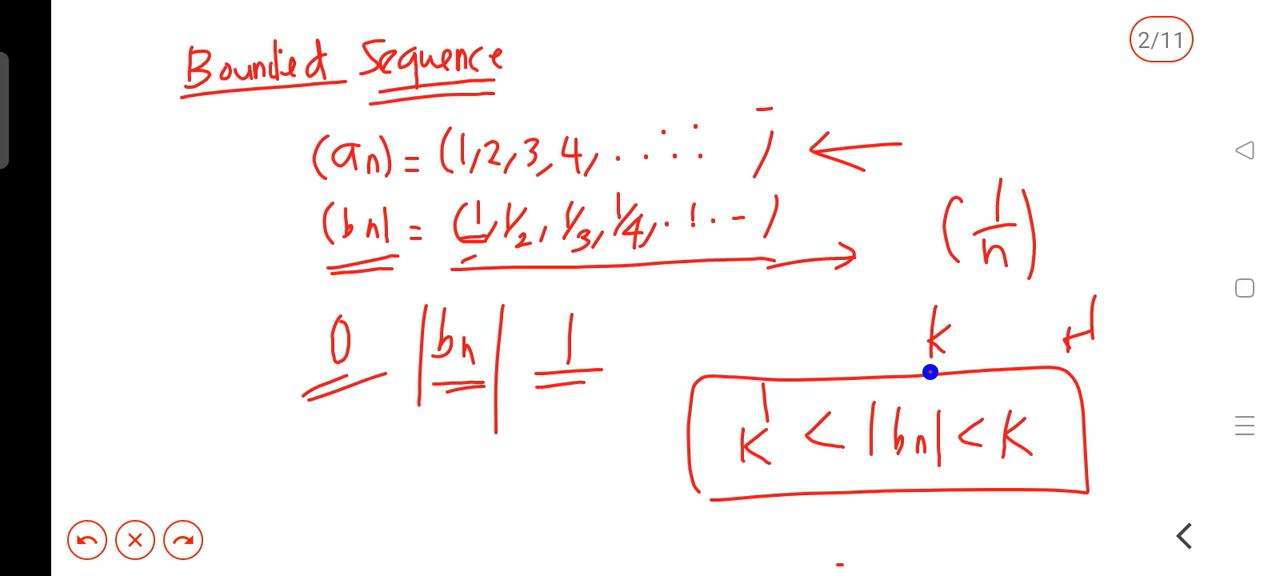 2/11
Bounded Sequence
(an) = (1, 2, 3, 4, ......)
(bn) = (1, 1/2, 1/3, 1/4, .....)
(1/n)
0 |bn| 1
k
k' < |bn| < K